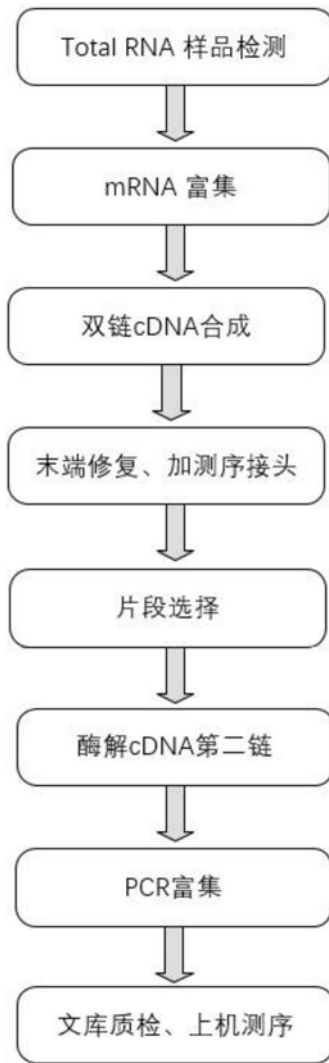 Total RNA 样品检测
mRNA 富集
双链cDNA合成
末端修复、加测序接头
片段选择
酶解cDNA第二链
PCR富集
文库质检、上机测序